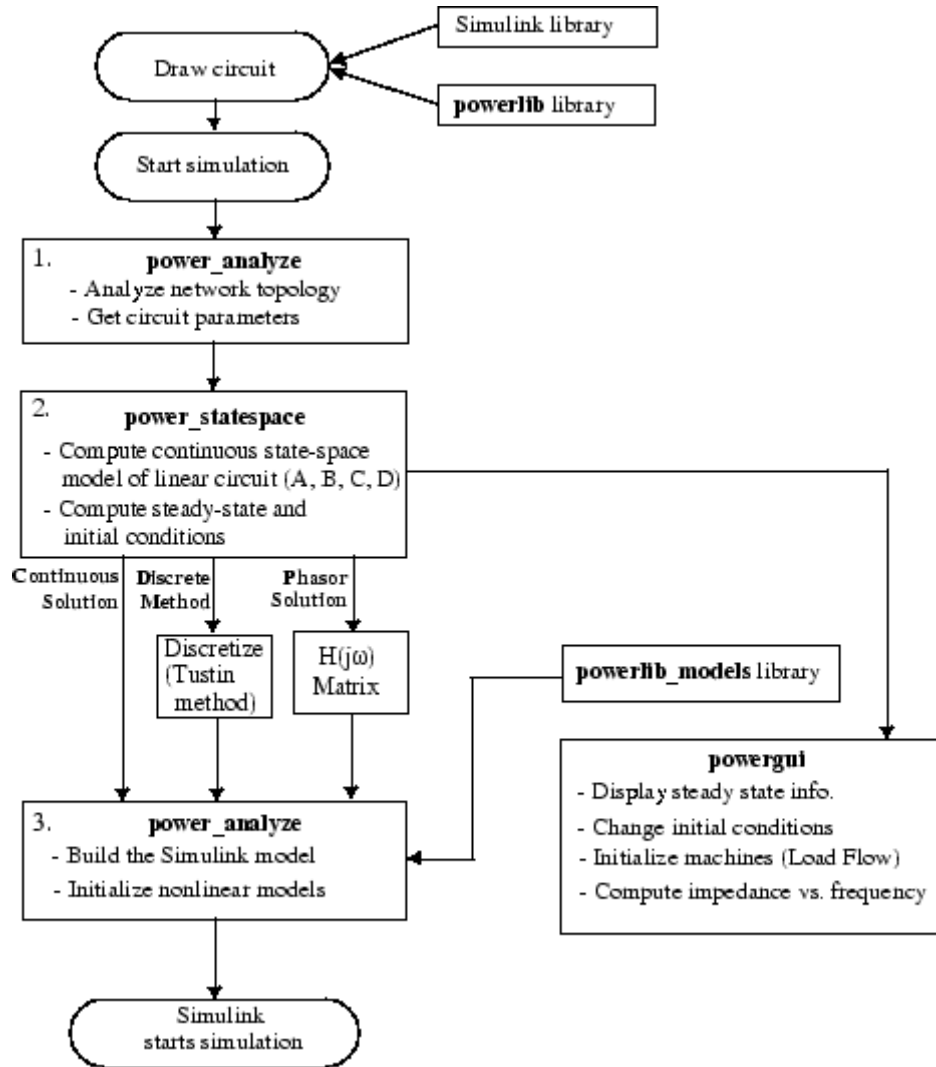 Simulink library
Draw circuit
powerlib library
Start simulation
1.
power_analyze
- Analyze network topology
- Get circuit parameters
2.
power_statespace
- Compute continuous state-space
model of linear circuit (A, B, C, D)
- Compute steady-state and
initial conditions
Continuous
Solution
Discrete
Method
Phasor
Solution
Discretize
(Tustin
method)
H(jω)
Matrix
powerlib_models library
powergui
- Display steady state info.
- Change initial conditions
- Initialize machines (Load Flow)
- Compute impedance vs. frequency
3.
power_analyze
- Build the Simulink model
- Initialize nonlinear models
Simulink
starts simulation